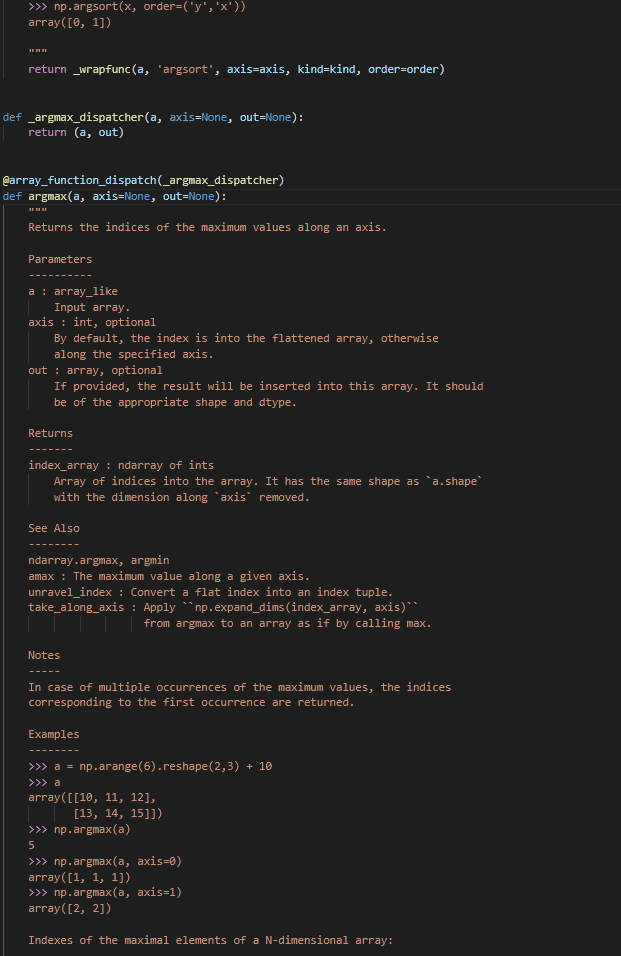 >>> np.argsort(x, order=('y','x'))
array([0, 1])
"""
return _wrapfunc(a, 'argsort', axis=axis, kind=kind, order=order)
def _argmax_dispatcher(a, axis=None, out=None):
return (a, out)
@array_function_dispatch(_argmax_dispatcher)
def argmax(a, axis=None, out=None):
"""
Returns the indices of the maximum values along an axis.
Parameters
----------
a : array_like
Input array.
axis : int, optional
By default, the index is into the flattened array, otherwise
along the specified axis.
out : array, optional
If provided, the result will be inserted into this array. It should
be of the appropriate shape and dtype.
Returns
-------
index_array : ndarray of ints
Array of indices into the array. It has the same shape as `a.shape`
with the dimension along `axis` removed.
See Also
--------
ndarray.argmax, argmin
amax : The maximum value along a given axis.
unravel_index : Convert a flat index into an index tuple.
take_along_axis : Apply ``np.expand_dims(index_array, axis)``
from argmax to an array as if by calling max.
Notes
-----
In case of multiple occurrences of the maximum values, the indices
corresponding to the first occurrence are returned.
Examples
--------
>>> a = np.arange(6).reshape(2,3) + 10
>>> a
array([[10, 11, 12],
[13, 14, 15]])
>>> np.argmax(a)
5
>>> np.argmax(a, axis=0)
array([1, 1, 1])
>>> np.argmax(a, axis=1)
array([2, 2])
Indexes of the maximal elements of a N-dimensional array: